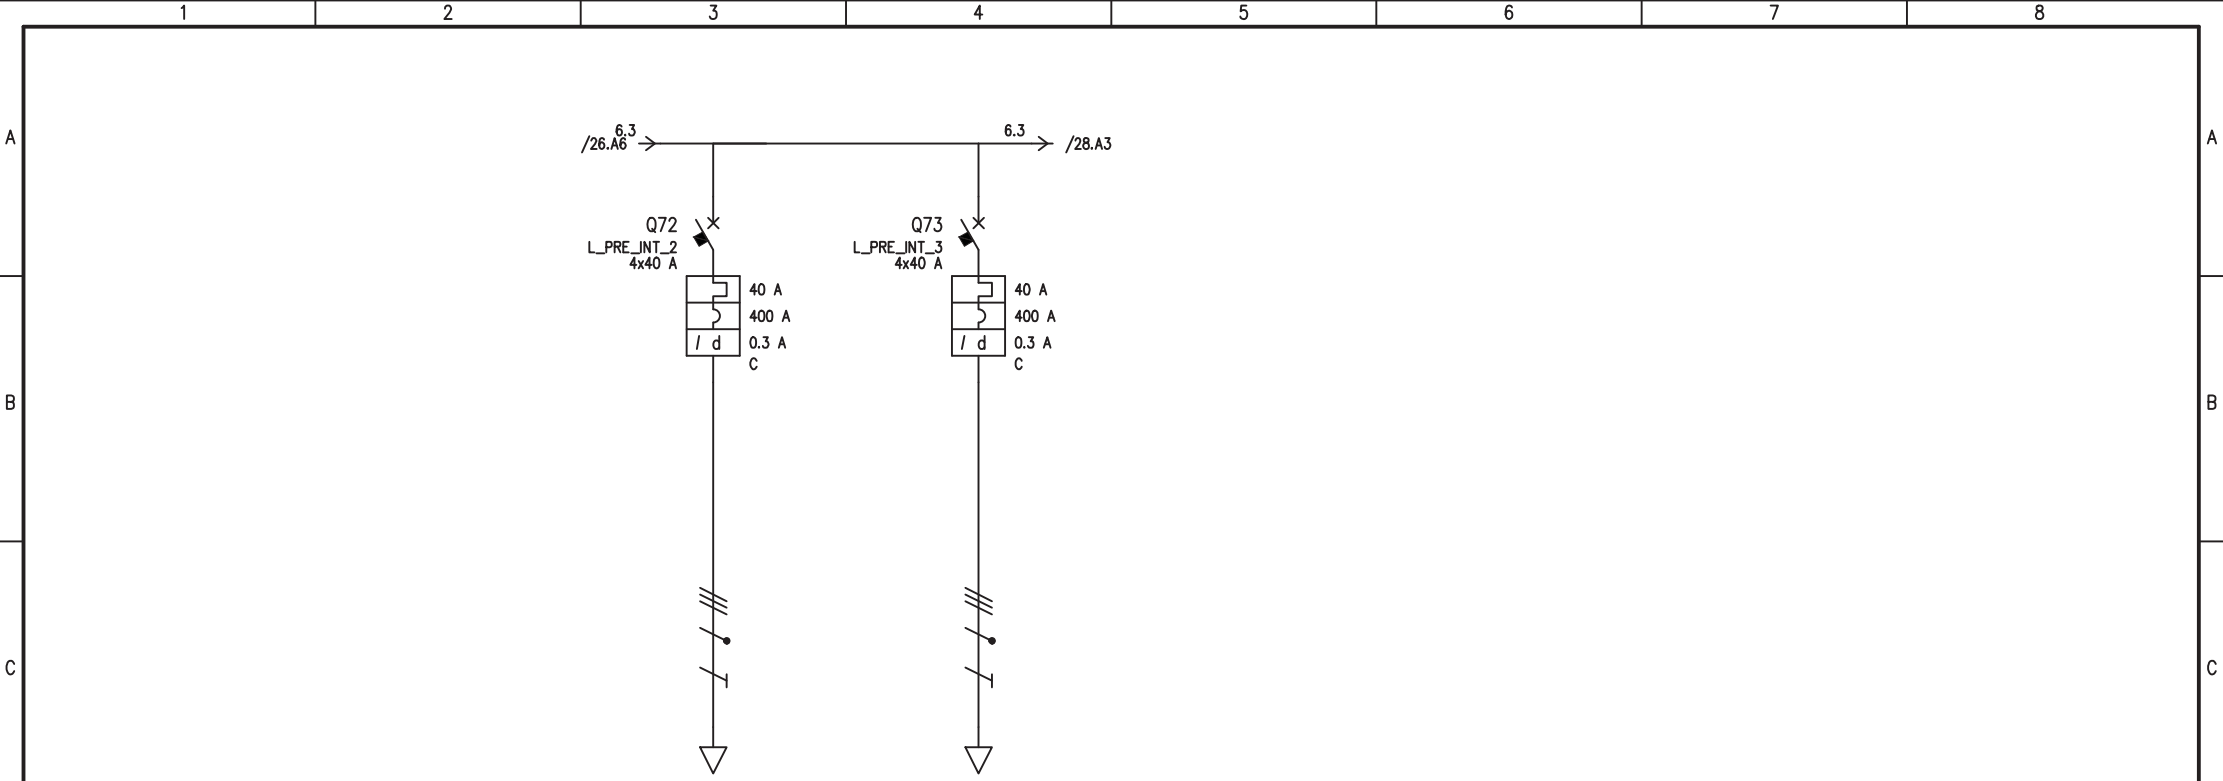 1 2 3 4 5 6 7 8
A A
6.3 6.3
/26.A6 /28.A3
Q72 Q73
L_PRE_INT_2 L_PRE_INT_3
4x40 A 4x40 A
40 A 40 A
400 A 400 A
I d 0.3 A I d 0.3 A
C C
B B
C C